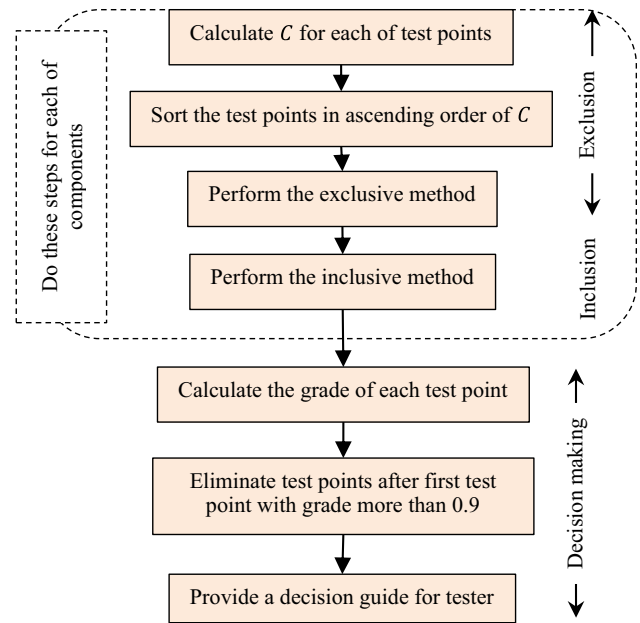 Calculate C for each of test points
Sort the test points in ascending order of C
Perform the exclusive method
Perform the inclusive method
Do these steps for each of
components
Exclusion
Inclusion
Calculate the grade of each test point
Eliminate test points after first test
point with grade more than 0.9
Provide a decision guide for tester
Decision making